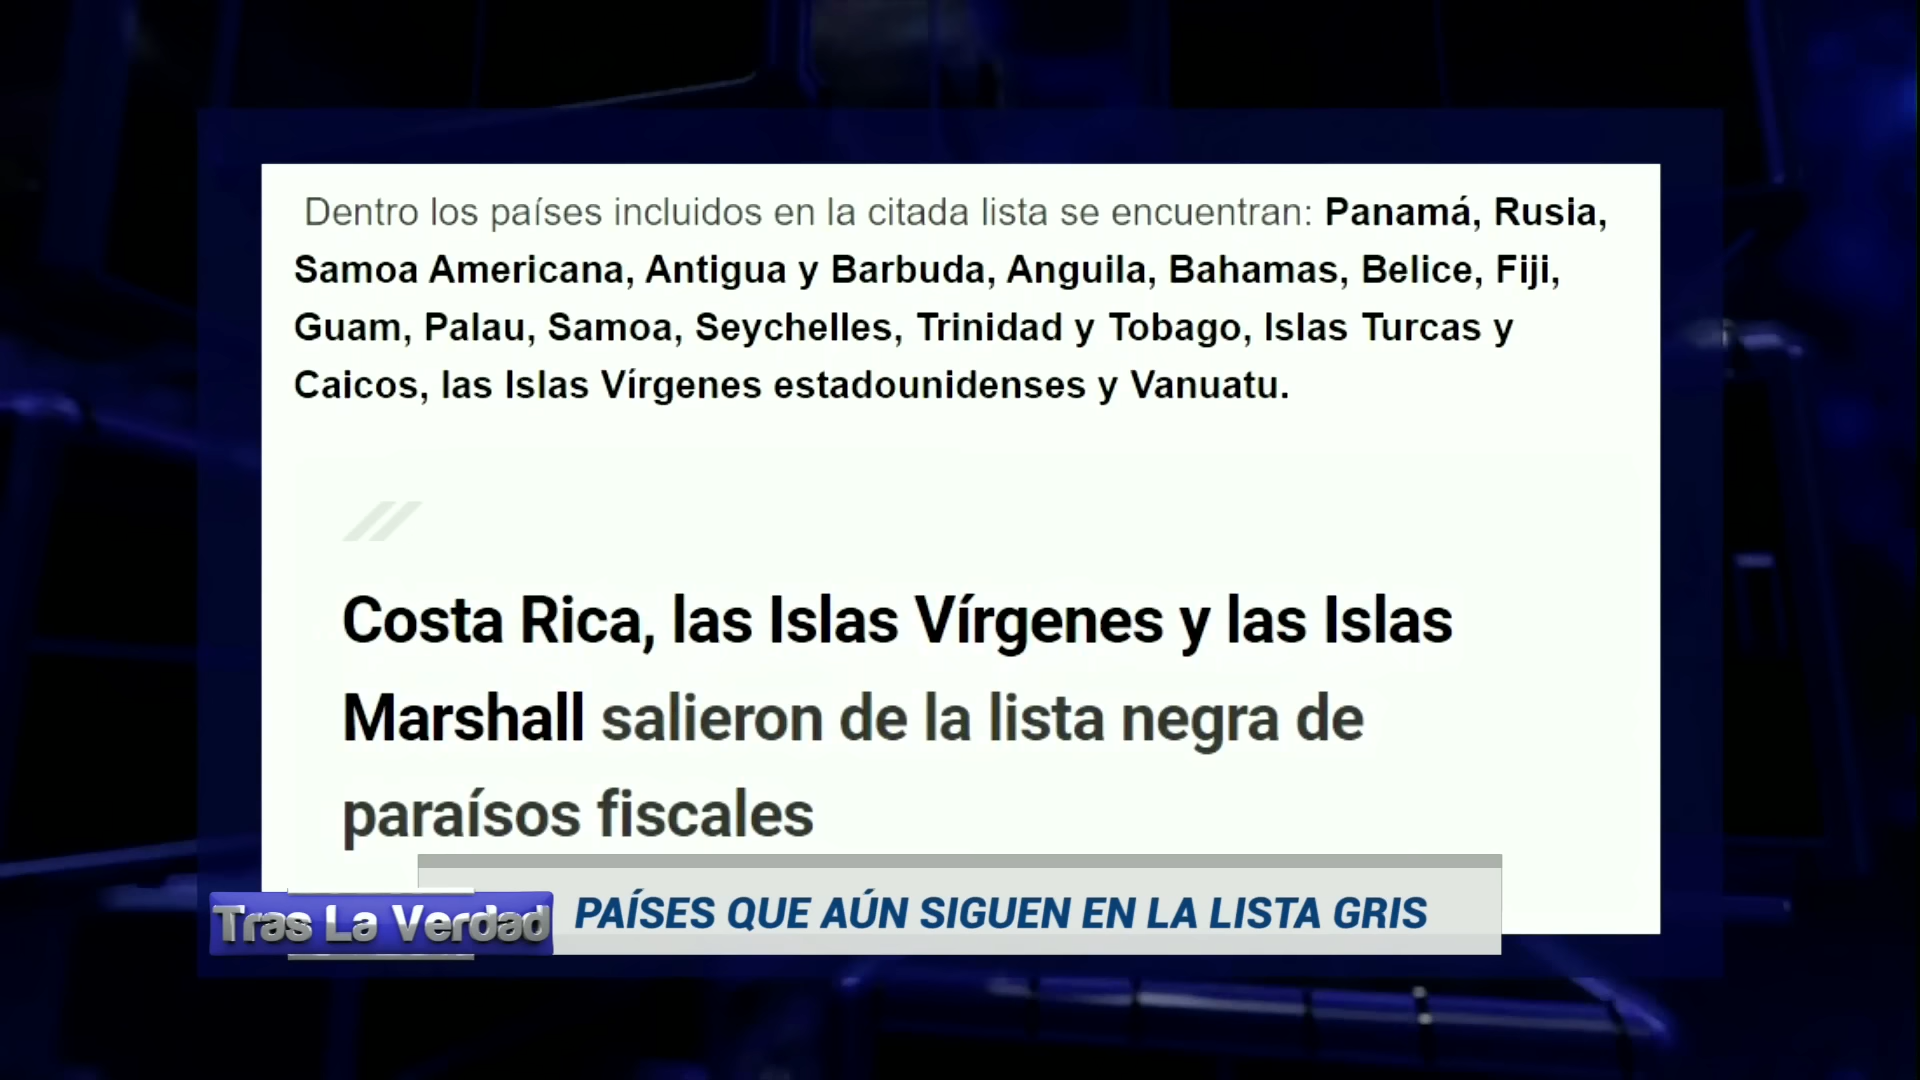 Dentro los países incluidos en la citada lista se encuentran: Panamá, Rusia,
Samoa Americana, Antigua y Barbuda, Anguila, Bahamas, Belice, Fiji,
Guam, Palau, Samoa, Seychelles, Trinidad y Tobago, Islas Turcas y
Caicos, las Islas Vírgenes estadounidenses y Vanuatu.
Costa Rica, las Islas Vírgenes y las Islas
Marshall salieron de la lista negra de
paraísos fiscales
Tras La Verdad
PAÍSES QUE AÚN SIGUEN EN LA LISTA GRIS